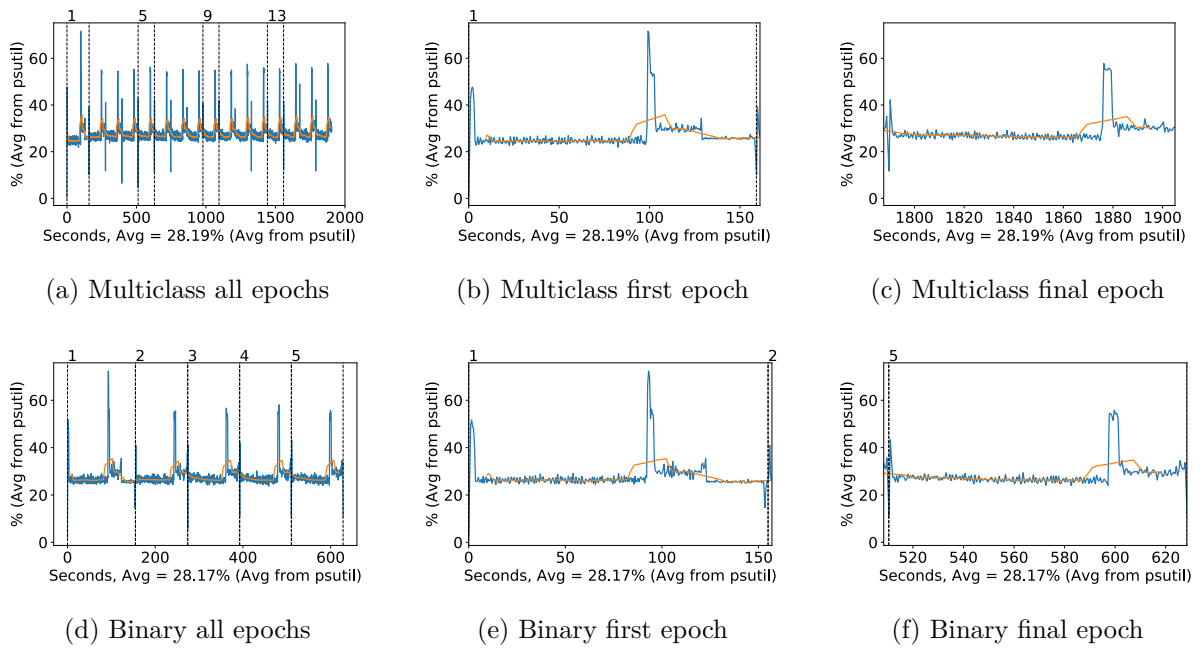 1 5 9 13
60
40
20
0
% (Avg from psutil)
0 500 1000 1500 2000
Seconds, Avg = 28.19% (Avg from psutil)
(a) Multiclass all epochs
1
60
40
20
0
% (Avg from psutil)
0 50 100 150
Seconds, Avg = 28.19% (Avg from psutil)
(b) Multiclass first epoch
60
40
20
0
% (Avg from psutil)
1800 1820 1840 1860 1880 1900
Seconds, Avg = 28.19% (Avg from psutil)
(c) Multiclass final epoch
1 2 3 4 5
60
40
20
0
% (Avg from psutil)
0 200 400 600
Seconds, Avg = 28.17% (Avg from psutil)
(d) Binary all epochs
1 2
60
40
20
0
% (Avg from psutil)
0 50 100 150
Seconds, Avg = 28.17% (Avg from psutil)
(e) Binary first epoch
5
60
40
20
0
% (Avg from psutil)
520 540 560 580 600 620
Seconds, Avg = 28.17% (Avg from psutil)
(f) Binary final epoch